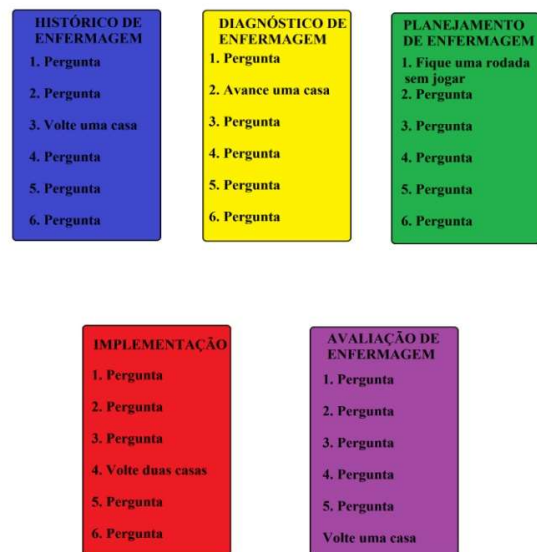 HISTÓRICO DE
ENFERMAGEM
1. Pergunta
2. Pergunta
3. Volte uma casa
4. Pergunta
5. Pergunta
6. Pergunta
DIAGNÓSTICO DE
ENFERMAGEM
1. Pergunta
2. Avance uma casa
3. Pergunta
4. Pergunta
5. Pergunta
6. Pergunta
PLANEJAMENTO
DE ENFERMAGEM
1. Fique uma rodada
sem jogar
2. Pergunta
3. Pergunta
4. Pergunta
5. Pergunta
6. Pergunta
IMPLEMENTAÇÃO
1. Pergunta
2. Pergunta
3. Pergunta
4. Volte duas casas
5. Pergunta
6. Pergunta
AVALIAÇÃO DE
ENFERMAGEM
1. Pergunta
2. Pergunta
3. Pergunta
4. Pergunta
5. Pergunta
Volte uma casa